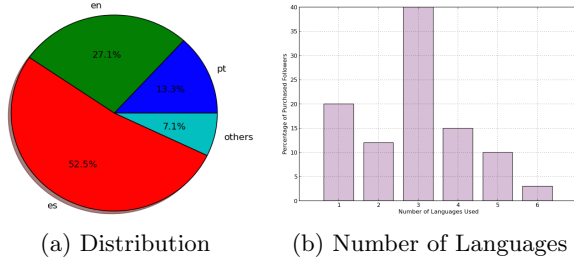 en
27.1%
pt
13.3%
7.1%
others
52.5%
es
(a) Distribution
40
35
30
25
20
15
10
5
0
Percentage of Purchased Followers
1 2 3 4 5 6
Number of Languages Used
(b) Number of Languages